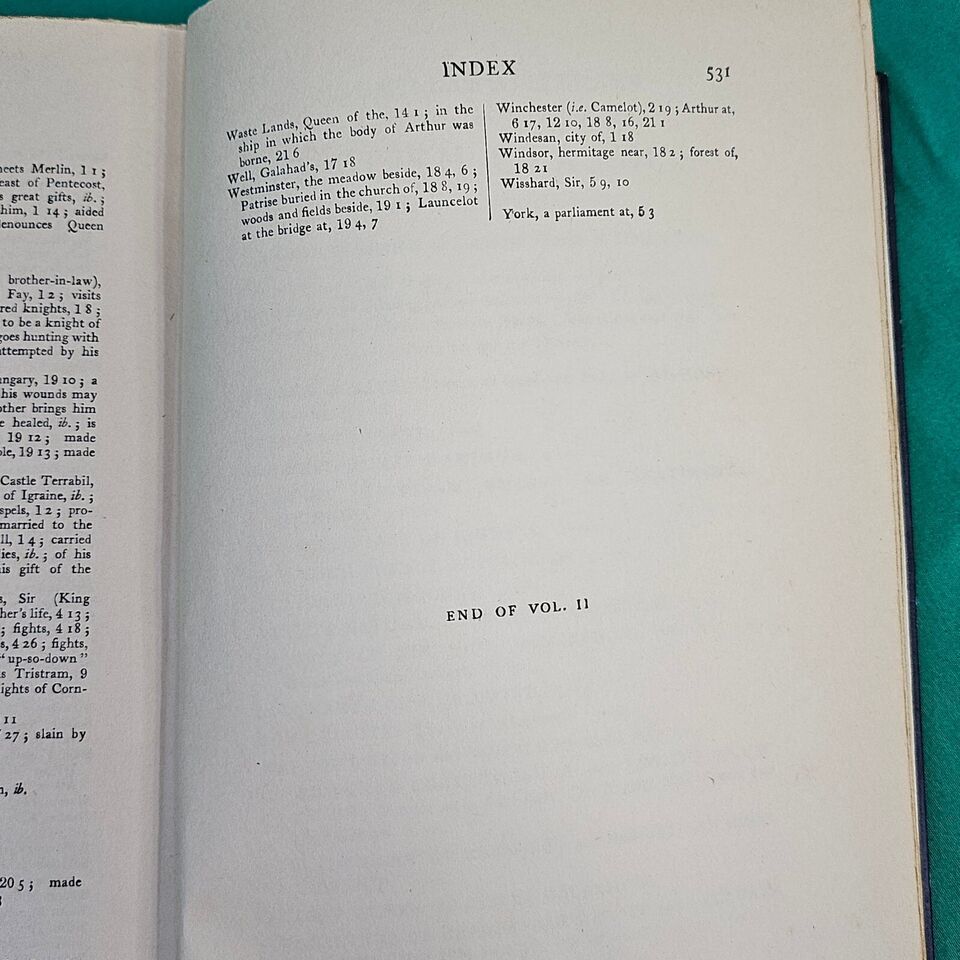 neets Merlin, 1 1;
east of Pentecost,
s great gifts, ib.;
him, 1 14; aided
lenounces Queen
brother-in-law),
Fay, 1 2; visits
red knights, 1 8;
to be a knight of
goes hunting with
attempted by his
ngary, 19 10; a
his wounds may
other brings him
e healed, ib.; is
19 12; made
ole, 19 13; made
Castle Terrabil,
of Igraine, ib.;
spels, 1 2; pro-
married to the
ll, 1 4; carried
lies, ib.; of his
is gift of the
s, Sir (King
her's life, 4 13;
; fights, 4 18;
s, 4 26; fights,
"up-so-down"
s Tristram, 9
ights of Corn-
11
27; slain by
n, ib.
20 5; made
INDEX 531
Waste Lands, Queen of the, 14 1; in the
ship in which the body of Arthur was
borne, 21 6
Well, Galahad's, 17 18
Westminster, the meadow beside, 18 4, 6;
Patrise buried in the church of, 18 8, 19;
woods and fields beside, 19 1; Launcelot
at the bridge at, 19 4, 7
Winchester (i.e. Camelot), 2 19; Arthur at,
6 17, 12 10, 18 8, 16, 21 1
Windesan, city of, 1 18
Windsor, hermitage near, 18 2; forest of,
18 21
Wisshard, Sir, 5 9, 10
York, a parliament at, 5 3
END OF VOL. II